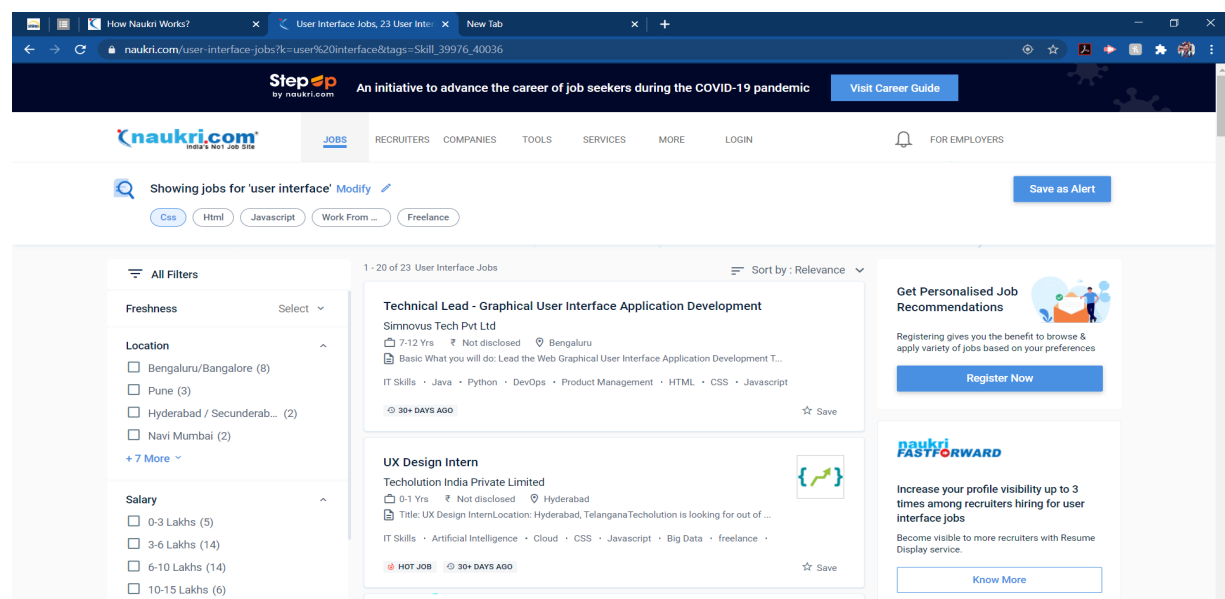 How Naukri Works?
User Interface Jobs, 23 User Inter
New Tab
naukri.com/user-interface-jobs?k=user%20interface&tags=Skill_39976_40036
Step up
by naukri.com
An initiative to advance the career of job seekers during the COVID-19 pandemic
Visit Career Guide
naukri.com
India's No1 Job Site
JOBS RECRUITERS COMPANIES TOOLS SERVICES MORE LOGIN FOR EMPLOYERS
Showing jobs for 'user interface' Modify
Save as Alert
Css Html Javascript Work From ... Freelance
All Filters
Freshness Select
Location
Bengaluru/Bangalore (8)
Pune (3)
Hyderabad / Secunderab... (2)
Navi Mumbai (2)
+ 7 More
Salary
0-3 Lakhs (5)
3-6 Lakhs (14)
6-10 Lakhs (14)
10-15 Lakhs (6)
1 - 20 of 23 User Interface Jobs
Sort by : Relevance
Technical Lead - Graphical User Interface Application Development
Simnovus Tech Pvt Ltd
7-12 Yrs ₹ Not disclosed Bengaluru
Basic What you will do: Lead the Web Graphical User Interface Application Development T...
IT Skills · Java · Python · DevOps · Product Management · HTML · CSS · Javascript
30+ DAYS AGO
Save
UX Design Intern
Techolution India Private Limited
0-1 Yrs ₹ Not disclosed Hyderabad
Title: UX Design InternLocation: Hyderabad, TelanganaTecholution is looking for out of ...
IT Skills · Artificial Intelligence · Cloud · CSS · Javascript · Big Data · freelance ·
HOT JOB 30+ DAYS AGO
Save
Get Personalised Job
Recommendations
Registering gives you the benefit to browse &
apply variety of jobs based on your preferences
Register Now
naukri
FASTFORWARD
Increase your profile visibility up to 3
times among recruiters hiring for user
interface jobs
Become visible to more recruiters with Resume
Display service.
Know More